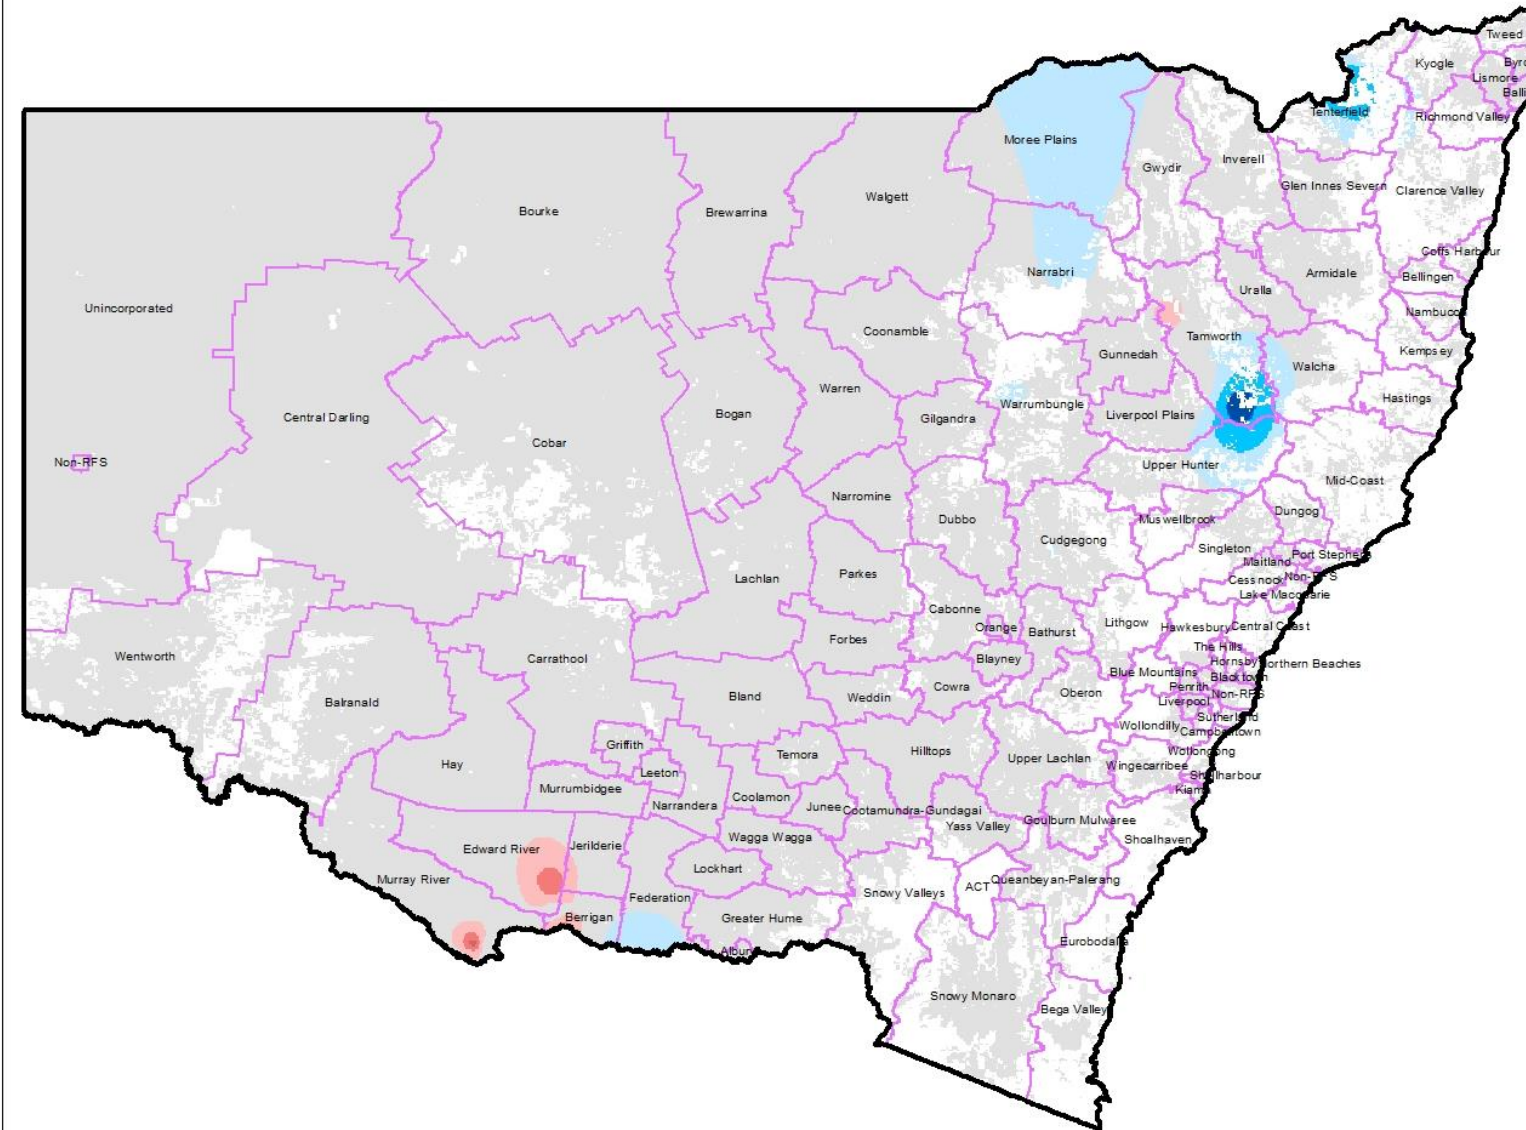 Tweed
Kyogle
Byro
Lismore
Balli
Tenterfield
Richmond Valley
Moree Plains
Gwydir
Inverell
Glen Innes Severn
Clarence Valley
Walgett
Bourke
Brewarrina
Coffs Harbour
Narrabri
Armidale
Bellingen
Uralla
Unincorporated
Nambucc
Coonamble
Tamworth
Kempsey
Gunnedah
Walcha
Warren
Hastings
Warrumbungle
Central Darling
Bogan
Gilgandra
Liverpool Plains
Cobar
Non-RFS
Upper Hunter
Mid-Coast
Narromine
Dungog
Dubbo
Muswellbrook
Cudgegong
Singleton
Port Stephens
Maitland
Parkes
Lachlan
Cessnock
Non-RFS
Lake Macquarie
Cabonne
Lithgow
Orange
Bathurst
Hawkesbury
Central Coast
Forbes
The Hills
Wentworth
Carrathool
Blayney
Hornsby
Northern Beaches
Blue Mountains
Blacktown
Cowra
Penrith
Bland
Weddin
Oberon
Non-RFS
Balranald
Liverpool
Sutherland
Wollondilly
Campbelltown
Griffith
Hilltops
Wollongong
Temora
Upper Lachlan
Hay
Wingecarribee
Leeton
Shellharbour
Murrumbidgee
Kiama
Coolamon
Narrandera
Junee
Cootamundra-Gundagai
Goulburn Mulwaree
Yass Valley
Wagga Wagga
Shoalhaven
Edward River
Jerilderie
Lockhart
Murray River
Queanbeyan-Palerang
ACT
Snowy Valleys
Federation
Berrigan
Greater Hume
Eurobodalla
Albury
Snowy Monaro
Bega Valley